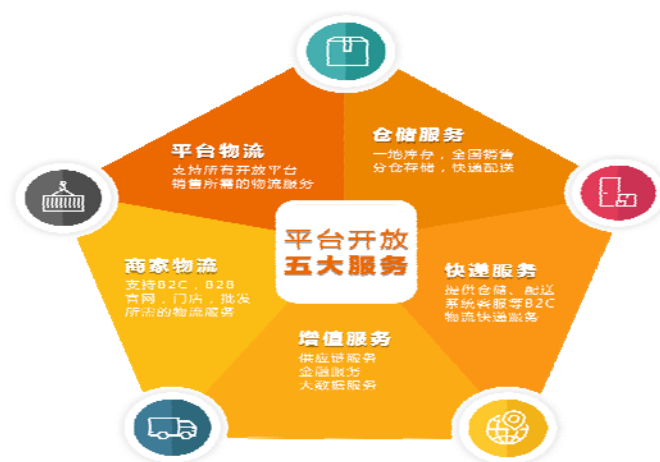 平台物流
支持所有开放平台
销售所需的物流服务
仓储服务
一地库存，全国销售
分仓存储，快递配送
平台开放
五大服务
商家物流
支持B2C，B2B
官网，门店，批发
所需的物流服务
快递服务
提供仓储、配送
系统客服等B2C
物流快递服务
增值服务
供应链服务
金融服务
大数据服务